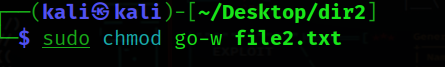 ┌──(kali㉿kali)-[~/Desktop/dir2]
└─$ sudo chmod go-w file2.txt